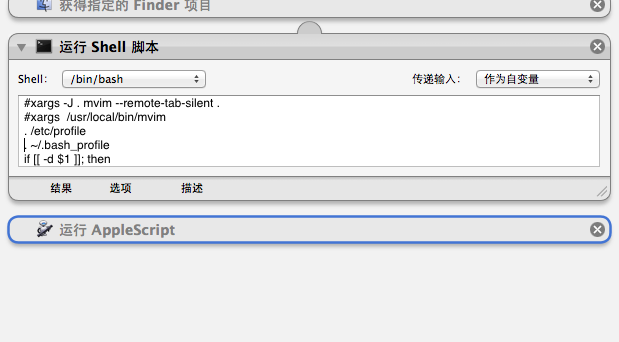 获得指定的 Finder 项目
运行 Shell 脚本
Shell: /bin/bash 传递输入: 作为自变量
#xargs -J . mvim --remote-tab-silent .
#xargs /usr/local/bin/mvim
. /etc/profile
. ~/.bash_profile
if [[ -d $1 ]]; then
结果 选项 描述
运行 AppleScript